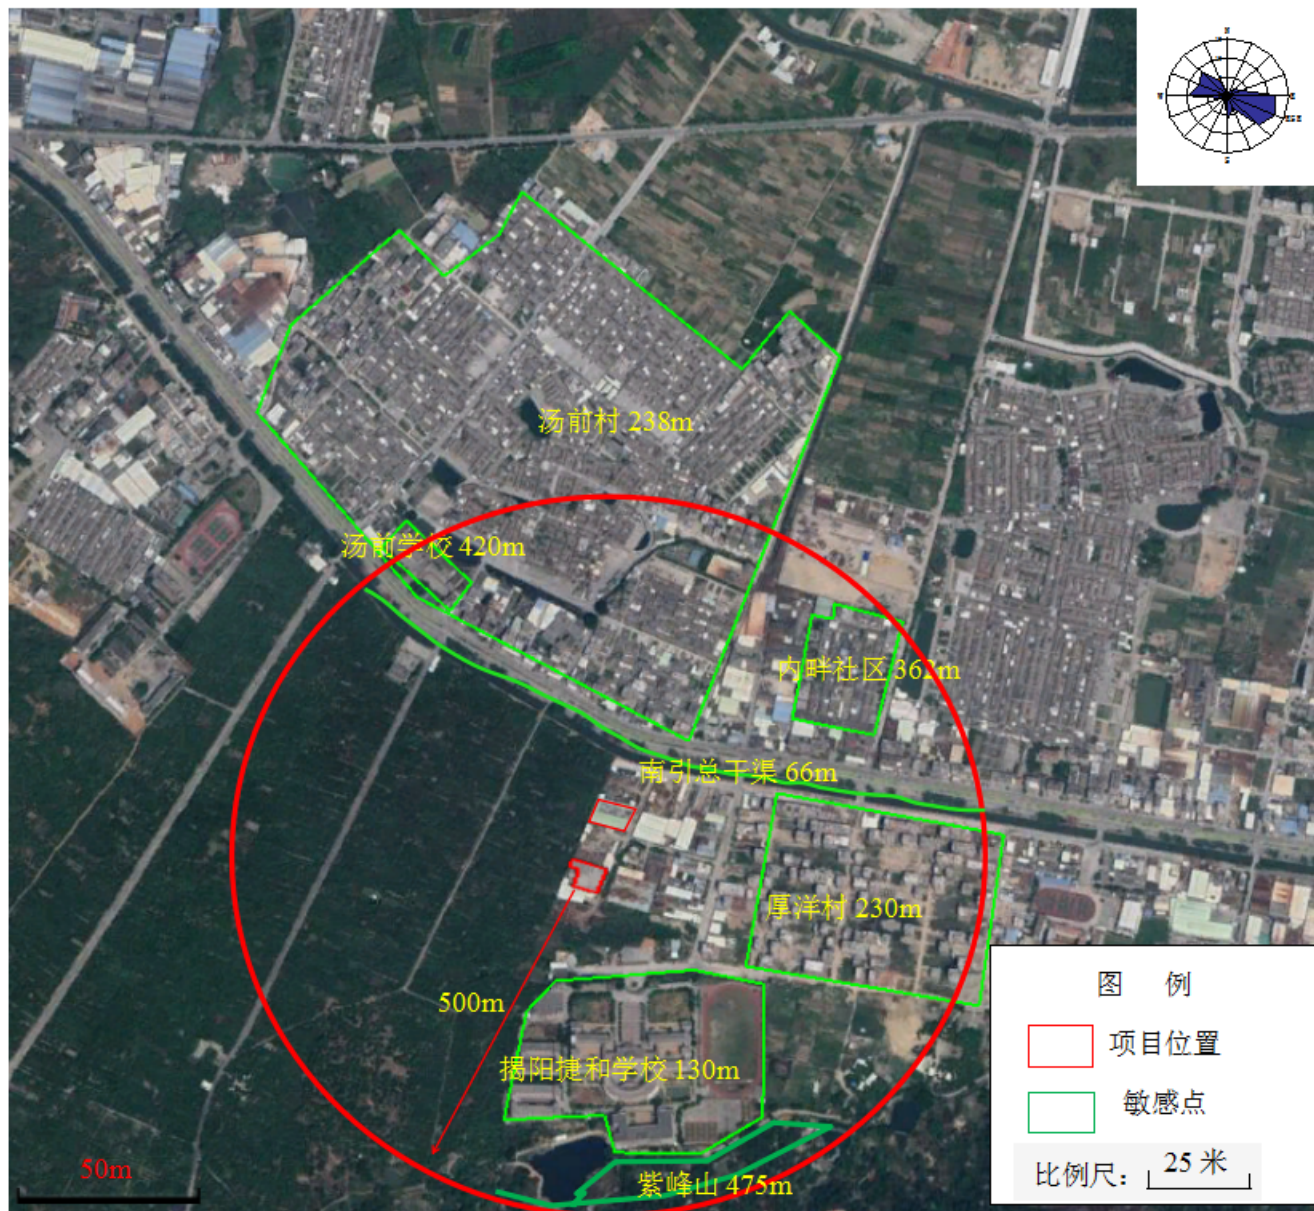 N
W
E
ESE
S
汤前村 238m
汤前学校 420m
内畔社区 362m
南引总干渠 66m
厚洋村 230m
500m
揭阳捷和学校 130m
紫峰山 475m
50m
图 例
项目位置
敏感点
比例尺： 25 米